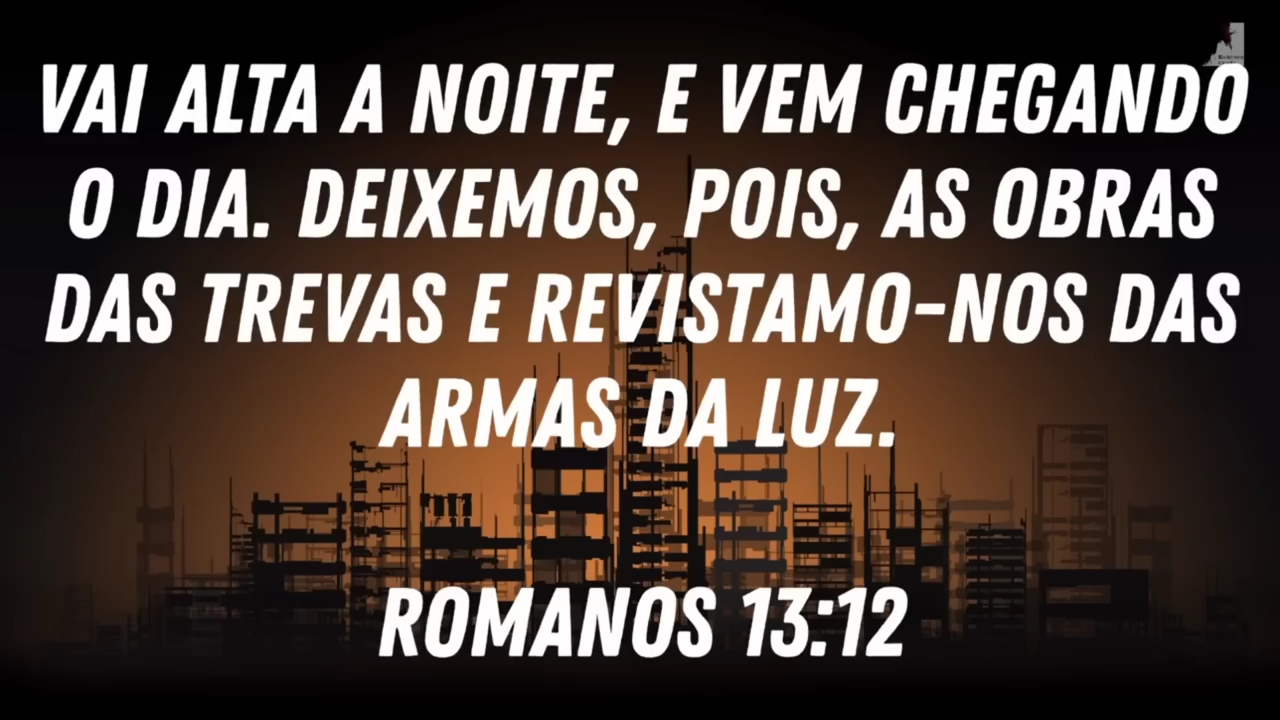 VAI ALTA A NOITE, E VEM CHEGANDO
O DIA. DEIXEMOS, POIS, AS OBRAS
DAS TREVAS E REVISTAMO-NOS DAS
ARMAS DA LUZ.
ROMANOS 13:12